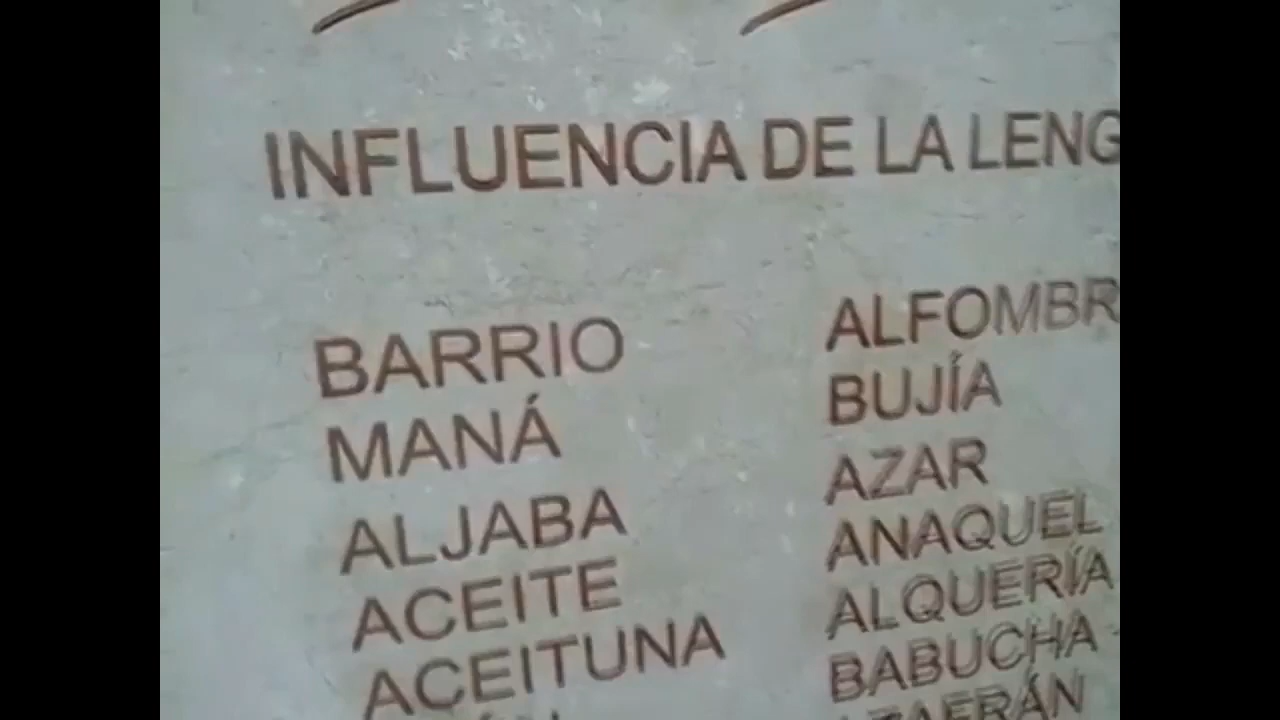 INFLUENCIA DE LA LENG
BARRIO
MANÁ
ALJABA
ACEITE
ACEITUNA
ALFOMBR
BUJÍA
AZAR
ANAQUEL
ALQUERÍA
BABUCHA